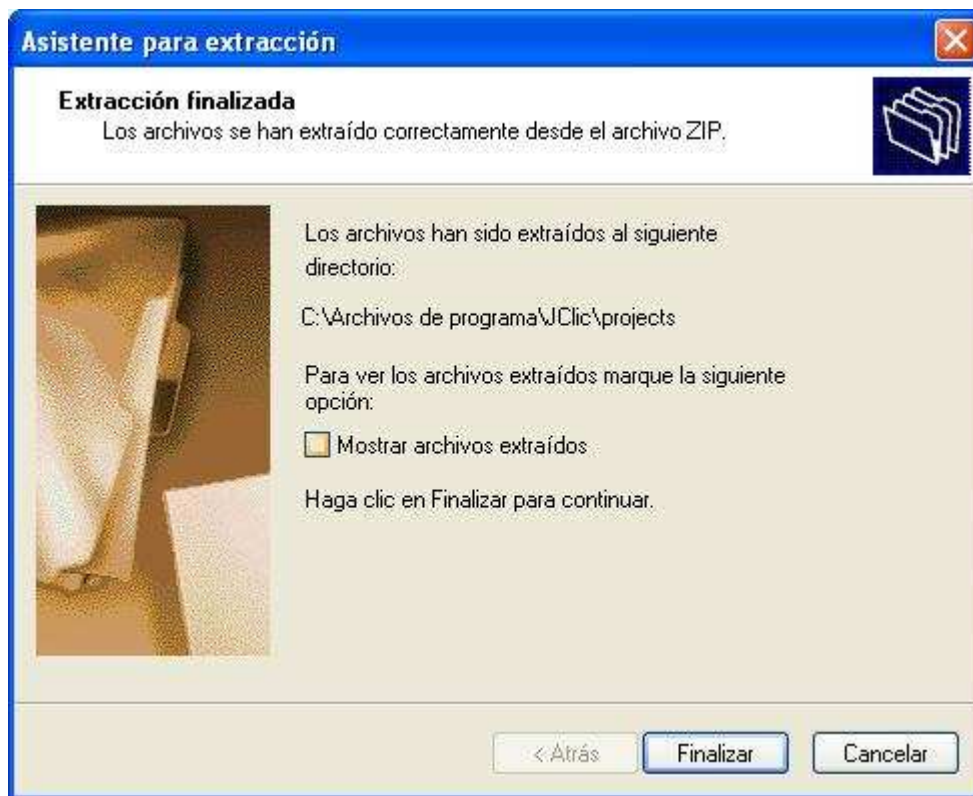 Asistente para extracción
Extracción finalizada
Los archivos se han extraído correctamente desde el archivo ZIP.
Los archivos han sido extraídos al siguiente
directorio:
C:\Archivos de programa\JClic\projects
Para ver los archivos extraídos marque la siguiente
opción:
Mostrar archivos extraídos
Haga clic en Finalizar para continuar.
< Atrás
Finalizar
Cancelar